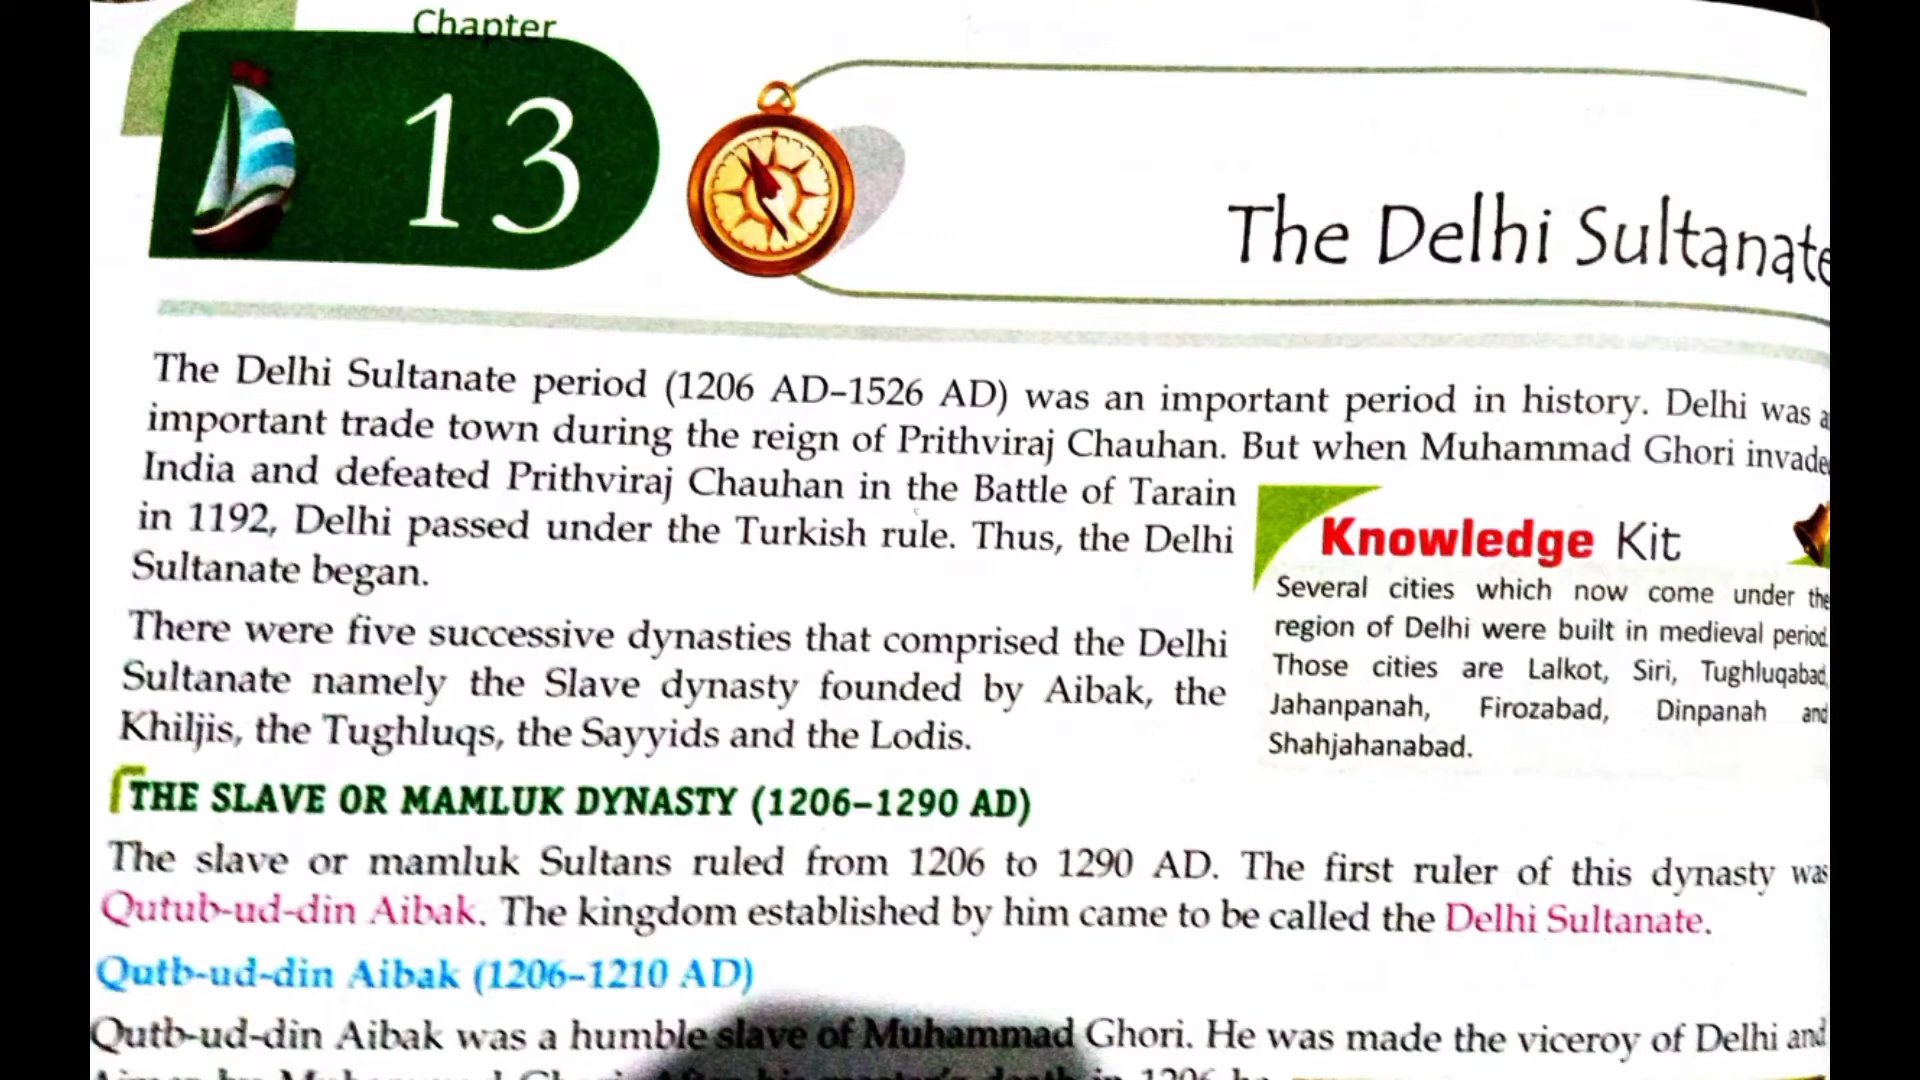 Chapter
13
The Delhi Sultanate
The Delhi Sultanate period (1206 AD–1526 AD) was an important period in history. Delhi was
important trade town during the reign of Prithviraj Chauhan. But when Muhammad Ghori
India and defeated Prithviraj Chauhan in the Battle of Tarain
in 1192, Delhi passed under the Turkish rule. Thus, the Delhi
Sultanate began.
There were five successive dynasties that comprised the Delhi
Sultanate namely the Slave dynasty founded by Aibak, the
Khiljis, the Tughluqs, the Sayyids and the Lodis.
Knowledge Kit
Several cities which now come under the
region of Delhi were built in medieval period.
Those cities are Lalkot, Siri, Tughluqabad,
Jahanpanah, Firozabad, Dinpanah and
Shahjahanabad.
THE SLAVE OR MAMLUK DYNASTY (1206–1290 AD)
The slave or mamluk Sultans ruled from 1206 to 1290 AD. The first ruler of this dynasty was
Qutub-ud-din Aibak. The kingdom established by him came to be called the Delhi Sultanate.
Qutb-ud-din Aibak (1206–1210 AD)
Qutb-ud-din Aibak was a humble slave of Muhammad Ghori. He was made the viceroy of Delhi and